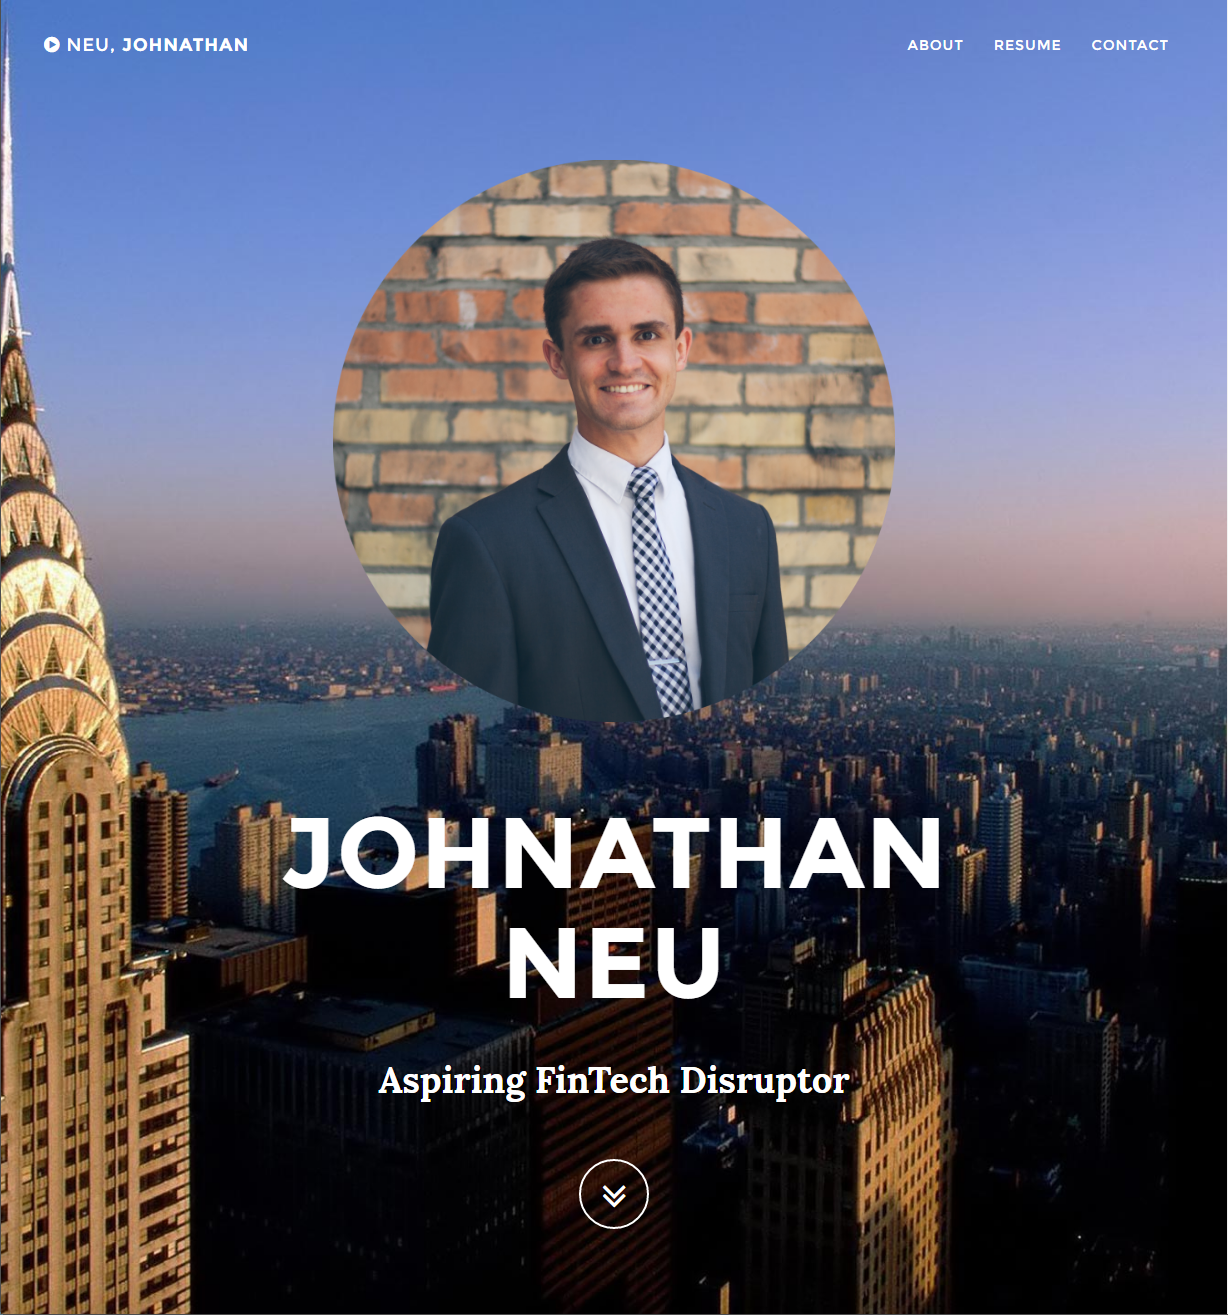 NEU, JOHNATHAN
ABOUT RESUME CONTACT
JOHNATHAN
NEU
Aspiring FinTech Disruptor